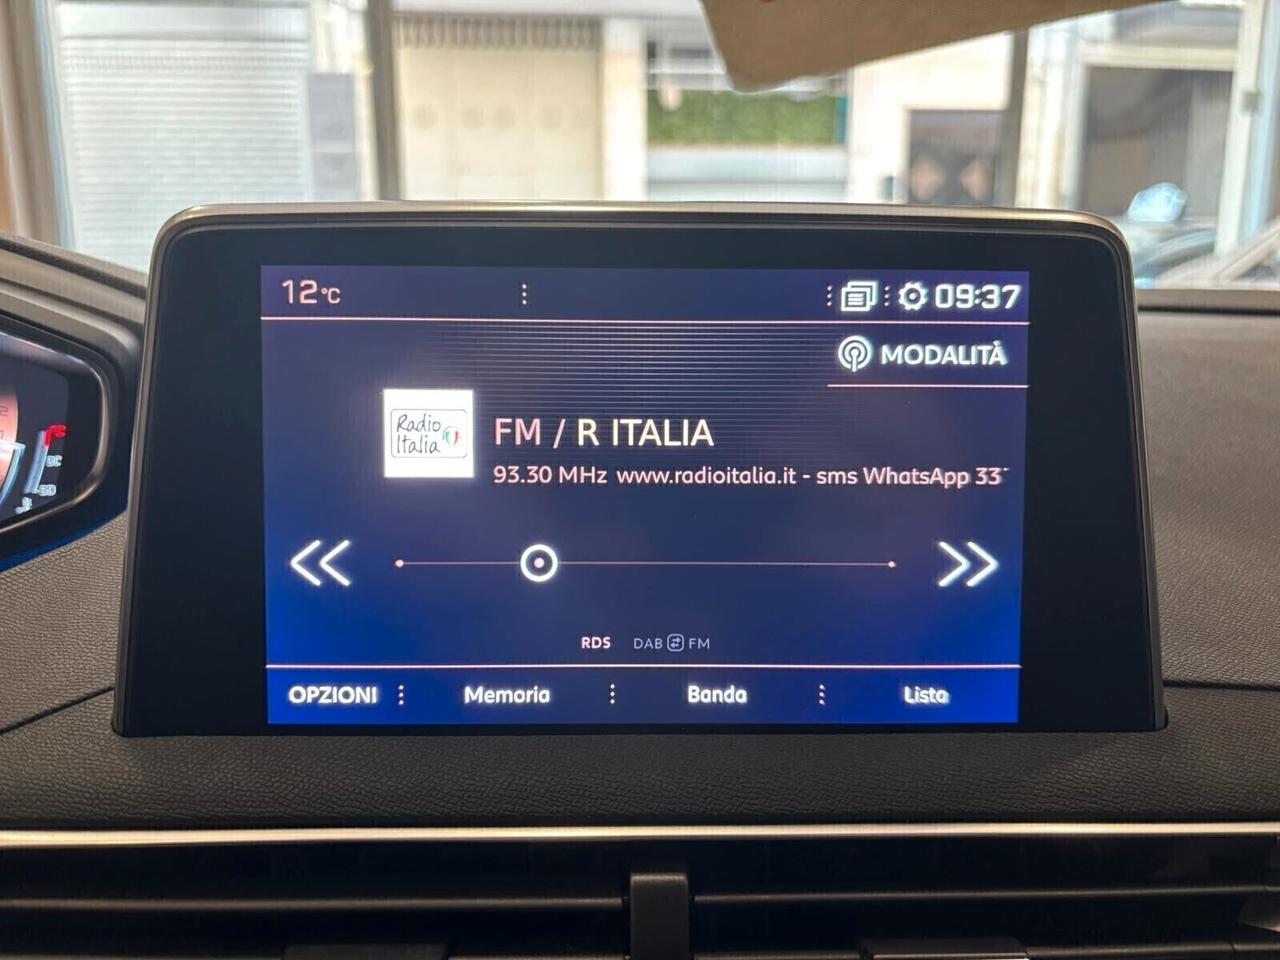 12°C
09:37
MODALITÀ
Radio
Italia
FM / R ITALIA
93.30 MHz www.radioitalia.it - sms WhatsApp 33
RDS DAB FM
OPZIONI Memoria Banda Lista